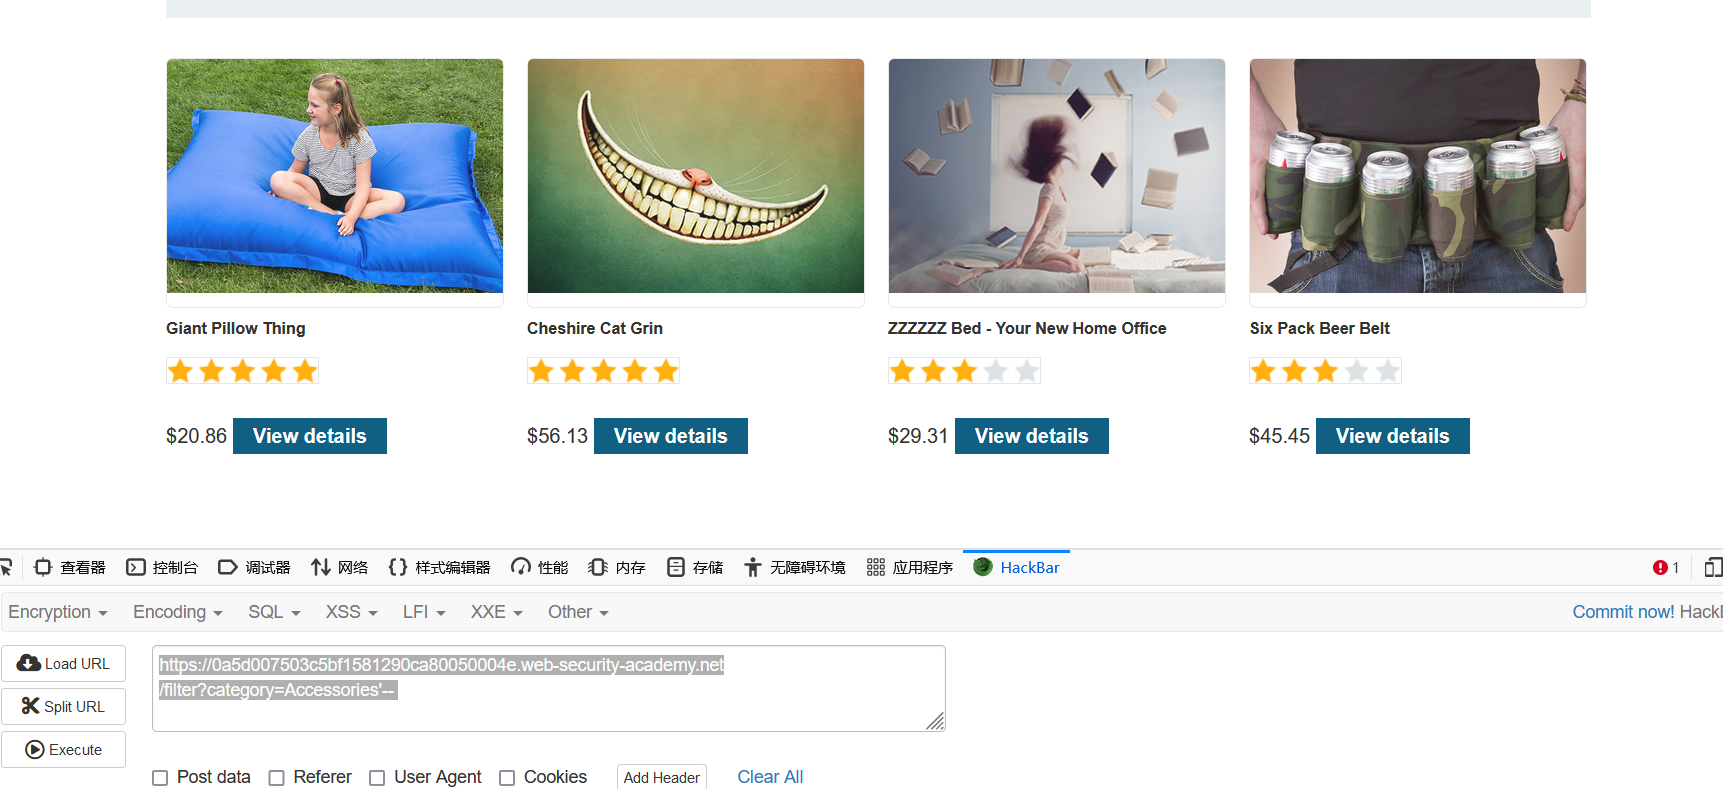 Giant Pillow Thing
Cheshire Cat Grin
ZZZZZZ Bed - Your New Home Office
Six Pack Beer Belt
$20.86 View details
$56.13 View details
$29.31 View details
$45.45 View details
查看器 控制台 调试器 网络 样式编辑器 性能 内存 存储 无障碍环境 应用程序 HackBar 1
Encryption Encoding SQL XSS LFI XXE Other Commit now!
Load URL
Split URL
Execute
https://0a5d007503c5bf1581290ca80050004e.web-security-academy.net
/filter?category=Accessories'--
Post data Referer User Agent Cookies Add Header Clear All